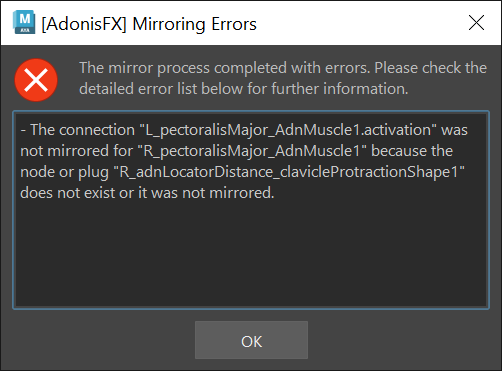 M
AYA
[AdonisFX] Mirroring Errors
The mirror process completed with errors. Please check the
detailed error list below for further information.
- The connection "L_pectoralisMajor_AdnMuscle1.activation" was
not mirrored for "R_pectoralisMajor_AdnMuscle1" because the
node or plug "R_adnLocatorDistance_clavicleProtractionShape1"
does not exist or it was not mirrored.
OK